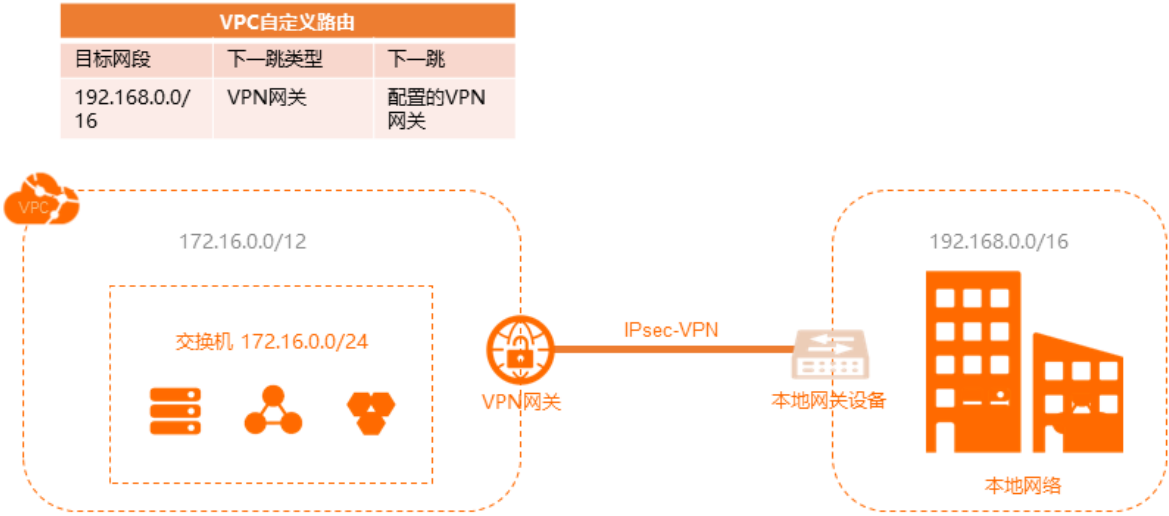 VPC自定义路由
目标网段 下一跳类型 下一跳
192.168.0.0/ VPN网关 配置的VPN
16 网关
VPC
172.16.0.0/12
192.168.0.0/16
交换机 172.16.0.0/24
IPsec-VPN
VPN网关
本地网关设备
本地网络